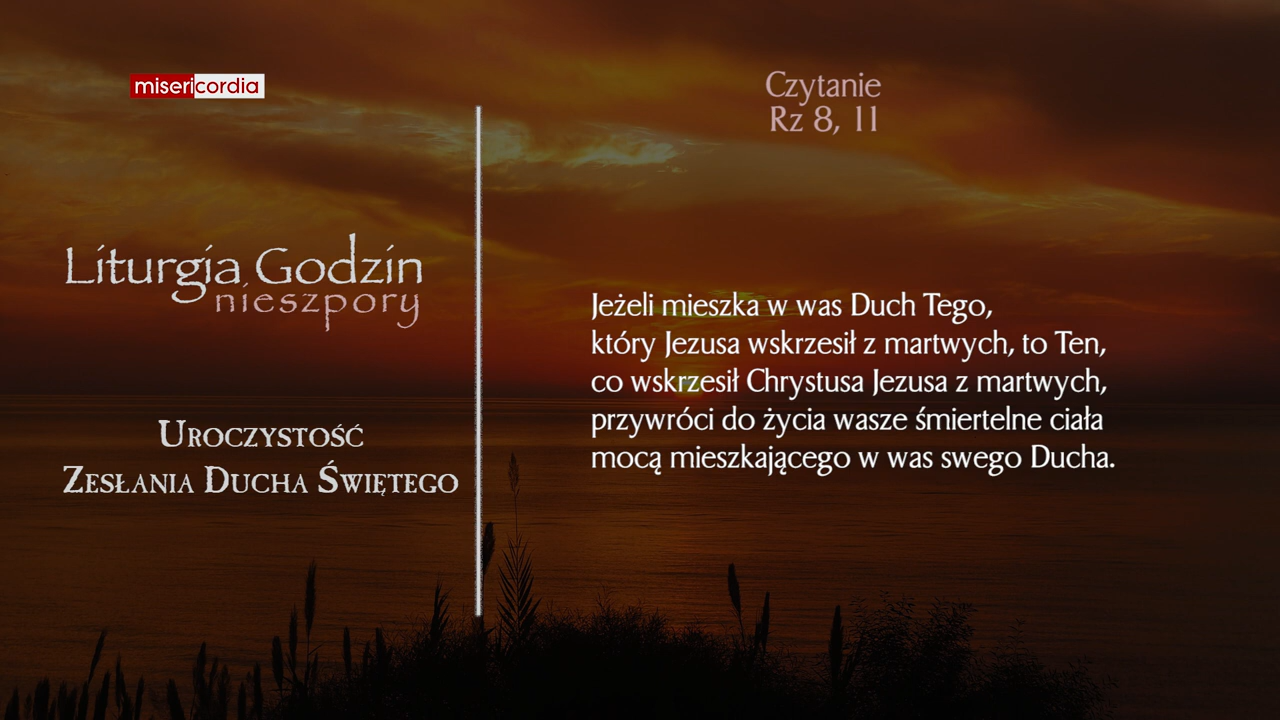 misericordia
Liturgia Godzin
nieszpory
Uroczystość
Zesłania Ducha Świętego
Czytanie
Rz 8, 11
Jeżeli mieszka w was Duch Tego,
który Jezusa wskrzesił z martwych, to Ten,
co wskrzesił Chrystusa Jezusa z martwych,
przywróci do życia wasze śmiertelne ciała
mocą mieszkającego w was swego Ducha.